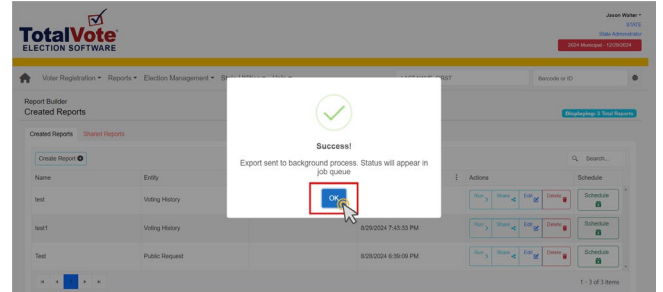 Jason Walter
STATE
State Administrator
TotalVote
ELECTION SOFTWARE
2024 Municipal - 12/29/2024
Voter Registration Reports Election Management
Barcode or ID
Report Builder
Created Reports
Displaying: 3 Total Reports
Created Reports Shared Reports
Success!
Export sent to background process. Status will appear in
job queue
OK
Create Report
Search...
Name Entity Actions Schedule
test Voting History Run Share Edit Delete Schedule
test1 Voting History 8/29/2024 7:43:33 PM Run Share Edit Delete Schedule
Test Public Request 8/28/2024 6:39:09 PM Run Share Edit Delete Schedule
1 - 3 of 3 items